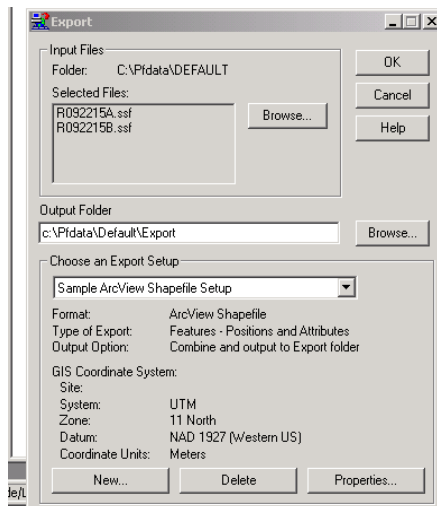 Export
Input Files
Folder: C:\Pfdata\DEFAULT
Selected Files:
R092215A.ssf
R092215B.ssf
Browse...
OK
Cancel
Help
Output Folder
c:\Pfdata\Default\Export
Browse...
Choose an Export Setup
Sample ArcView Shapefile Setup
Format: ArcView Shapefile
Type of Export: Features - Positions and Attributes
Output Option: Combine and output to Export folder
GIS Coordinate System:
Site:
System: UTM
Zone: 11 North
Datum: NAD 1927 (Western US)
Coordinate Units: Meters
New... Delete Properties...